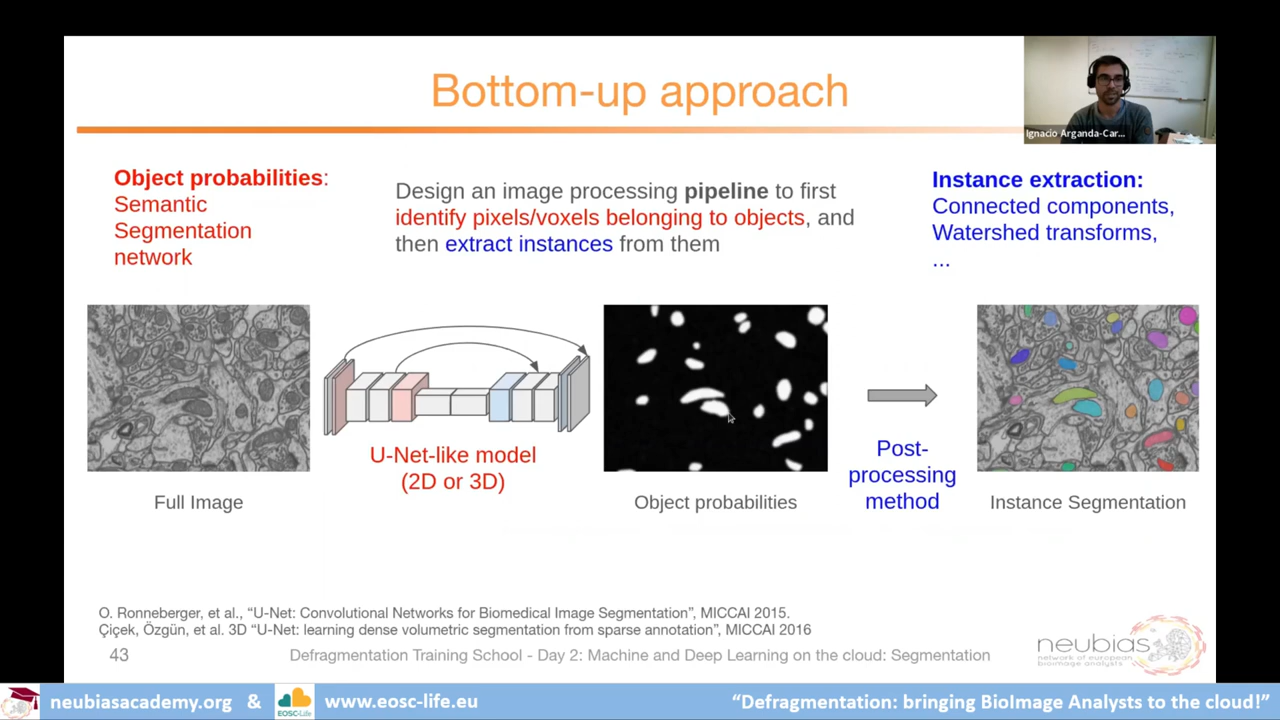 Bottom-up approach
Ignacio Arganda-Car...
Object probabilities:
Semantic
Segmentation
network
Design an image processing pipeline to first
identify pixels/voxels belonging to objects, and
then extract instances from them
Instance extraction:
Connected components,
Watershed transforms,
...
U-Net-like model
(2D or 3D)
Post-
processing
method
Full Image
Object probabilities
Instance Segmentation
O. Ronneberger, et al., “U-Net: Convolutional Networks for Biomedical Image Segmentation”, MICCAI 2015.
Çiçek, Özgün, et al. 3D “U-Net: learning dense volumetric segmentation from sparse annotation”, MICCAI 2016
43
Defragmentation Training School - Day 2: Machine and Deep Learning on the cloud: Segmentation
neubias
network of european
bioimage analysts
neubiasacademy.org & EOSC-Life www.eosc-life.eu
“Defragmentation: bringing BioImage Analysts to the cloud!”